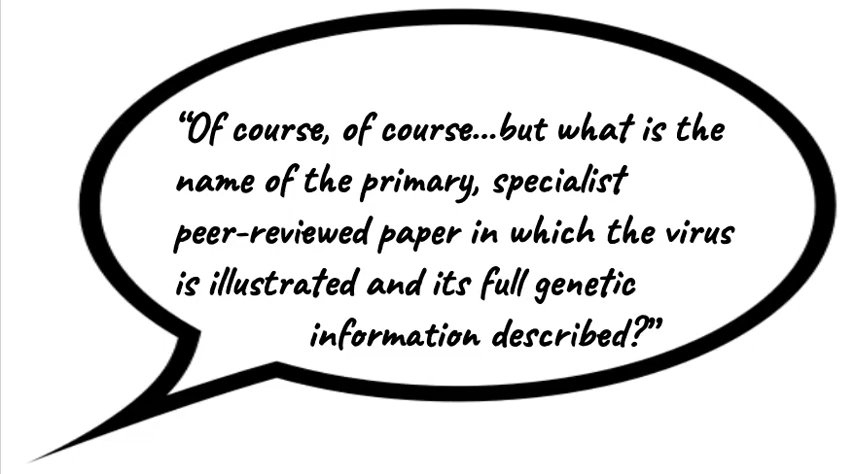 “Of course, of course...but what is the
name of the primary, specialist
peer-reviewed paper in which the virus
is illustrated and its full genetic
information described?”